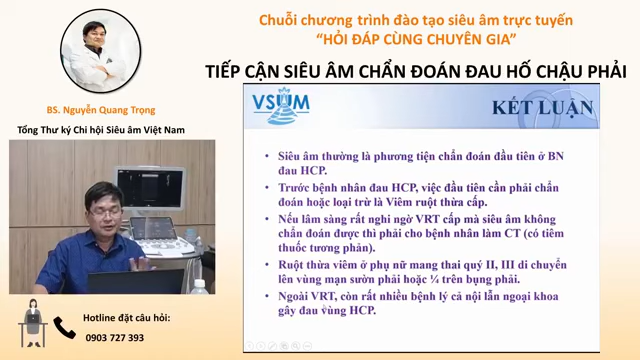 Chuỗi chương trình đào tạo siêu âm trực tuyến
“HỎI ĐÁP CÙNG CHUYÊN GIA”
TIẾP CẬN SIÊU ÂM CHẨN ĐOÁN ĐAU HỐ CHẬU PHẢI
BS. Nguyễn Quang Trọng
Tổng Thư ký Chi hội Siêu âm Việt Nam
VSUM
KẾT LUẬN
• Siêu âm thường là phương tiện chẩn đoán đầu tiên ở BN
đau HCP.
• Trước bệnh nhân đau HCP, việc đầu tiên cần phải chẩn
đoán hoặc loại trừ là Viêm ruột thừa cấp.
• Nếu lâm sàng rất nghi ngờ VRT cấp mà siêu âm không
chẩn đoán được thì phải cho bệnh nhân làm CT (có tiêm
thuốc tương phản).
• Ruột thừa viêm ở phụ nữ mang thai quý II, III di chuyển
lên vùng mạn sườn phải hoặc ¼ trên bụng phải.
• Ngoài VRT, còn rất nhiều bệnh lý cả nội lẫn ngoại khoa
gây đau vùng HCP.
Hotline đặt câu hỏi:
0903 727 393